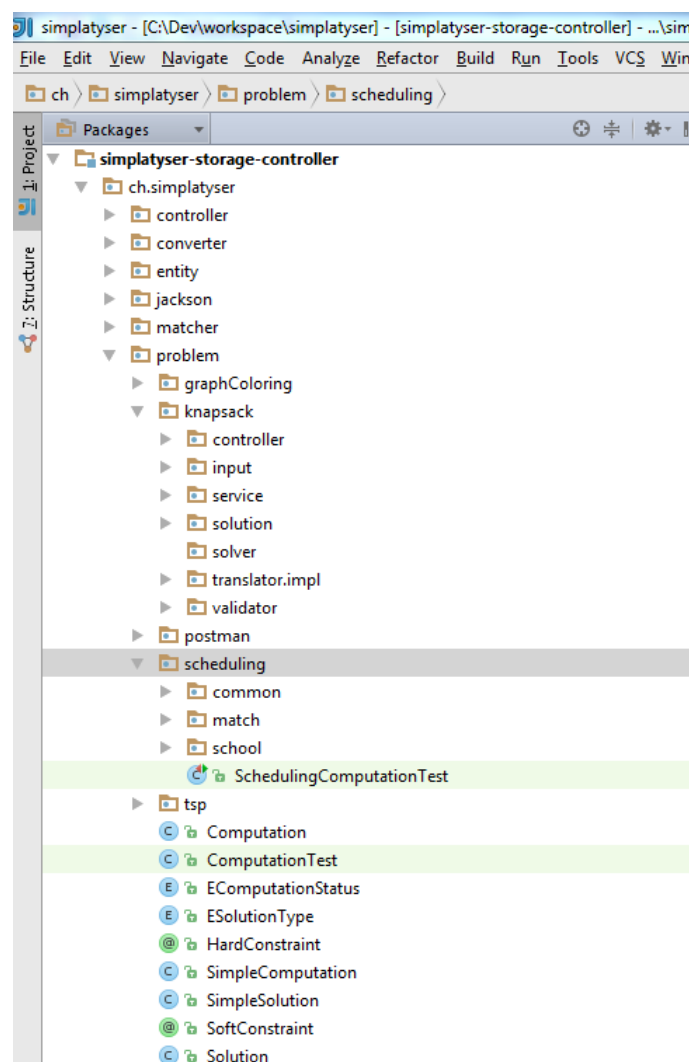 simplatyser - [C:\Dev\workspace\simplatyser] - [simplatyser-storage-controller] - ...\sim
File Edit View Navigate Code Analyze Refactor Build Run Tools VCS Win
ch simplatyser problem scheduling
Packages
1: Project
7: Structure
simplatyser-storage-controller
ch.simplatyser
controller
converter
entity
jackson
matcher
problem
graphColoring
knapsack
controller
input
service
solution
solver
translator.impl
validator
postman
scheduling
common
match
school
SchedulingComputationTest
tsp
Computation
ComputationTest
EComputationStatus
ESolutionType
HardConstraint
SimpleComputation
SimpleSolution
SoftConstraint
Solution